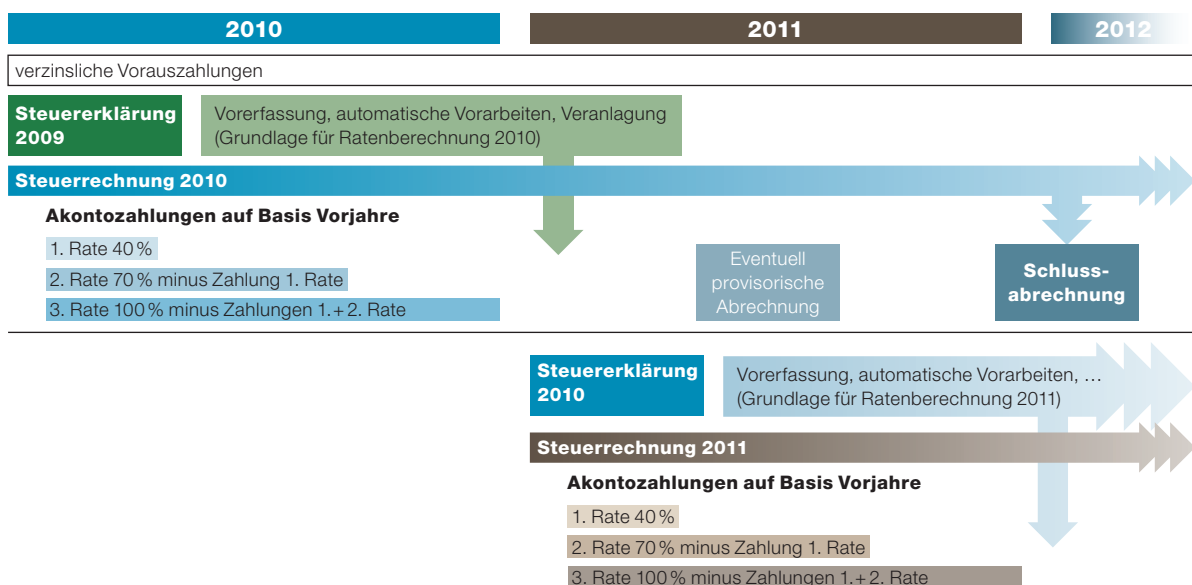 2010
2011
2012
verzinsliche Vorauszahlungen
Steuererklärung
2009
Vorerfassung, automatische Vorarbeiten, Veranlagung
(Grundlage für Ratenberechnung 2010)
Steuerrechnung 2010
Akontozahlungen auf Basis Vorjahre
1. Rate 40 %
2. Rate 70 % minus Zahlung 1. Rate
3. Rate 100 % minus Zahlungen 1.+ 2. Rate
Eventuell
provisorische
Abrechnung
Schluss-
abrechnung
Steuererklärung
2010
Vorerfassung, automatische Vorarbeiten, …
(Grundlage für Ratenberechnung 2011)
Steuerrechnung 2011
Akontozahlungen auf Basis Vorjahre
1. Rate 40 %
2. Rate 70 % minus Zahlung 1. Rate
3. Rate 100 % minus Zahlungen 1.+ 2. Rate